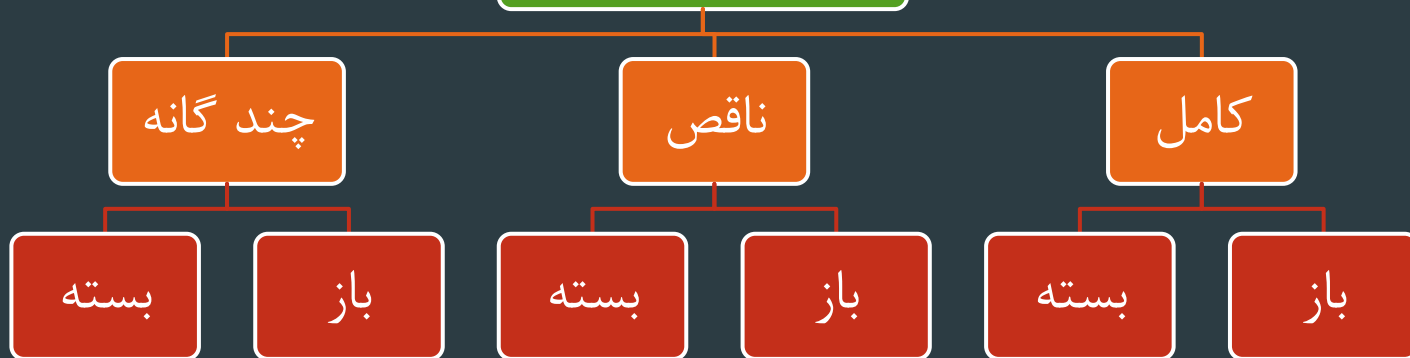 کامل
ناقص
چند گانه
باز
بسته
باز
بسته
باز
بسته